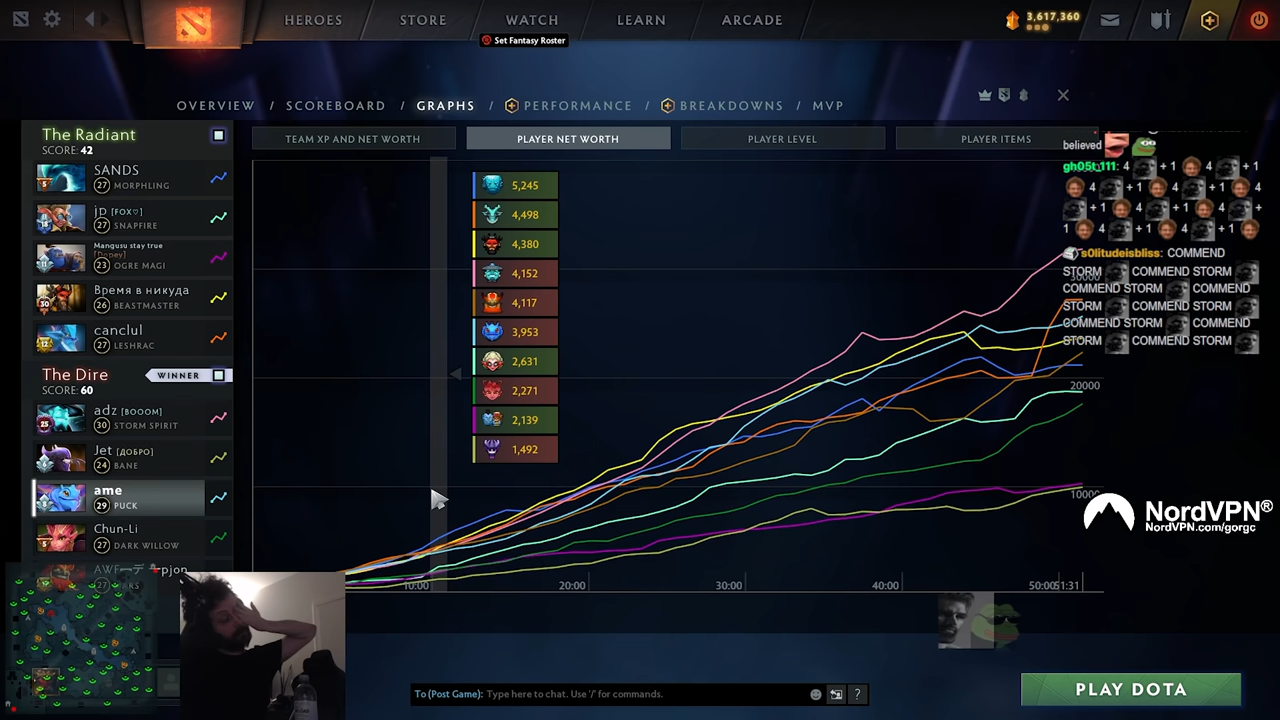 HEROES
STORE
WATCH
LEARN
ARCADE
3,617,360
Set Fantasy Roster
OVERVIEW / SCOREBOARD / GRAPHS / PERFORMANCE / BREAKDOWNS / MVP
The Radiant
SCORE: 42
SANDS
27 MORPHLING
jp [FOX♡]
27 SNAPFIRE
Mangusu stay true
[Dopey]
23 OGRE MAGI
Время в никуда
30
26 BEASTMASTER
canclul
27 LESHRAC
The Dire
WINNER
SCORE: 60
adz [BOOOM]
25
30 STORM SPIRIT
Jet [ДОБРО]
24 BANE
ame
29 PUCK
Chun-Li
27 DARK WILLOW
TEAM XP AND NET WORTH
PLAYER NET WORTH
PLAYER LEVEL
PLAYER ITEMS
5,245
4,498
4,380
4,152
4,117
3,953
2,631
2,271
2,139
1,492
30000
20000
10000
10:00
20:00
30:00
40:00
50:00
51:31
believed
gh05t_111: 4 + 1 4 + 1
4 + 1 4 + 1 4
+ 1 4 + 1 4 +
1 4 + 1 4 + 1
s0litudeisbliss: COMMEND
STORM COMMEND STORM
COMMEND STORM COMMEND
STORM COMMEND STORM
COMMEND STORM COMMEND
STORM COMMEND STORM
NordVPN®
NordVPN.com/gorgc
To (Post Game): Type here to chat. Use '/' for commands.
?
PLAY DOTA